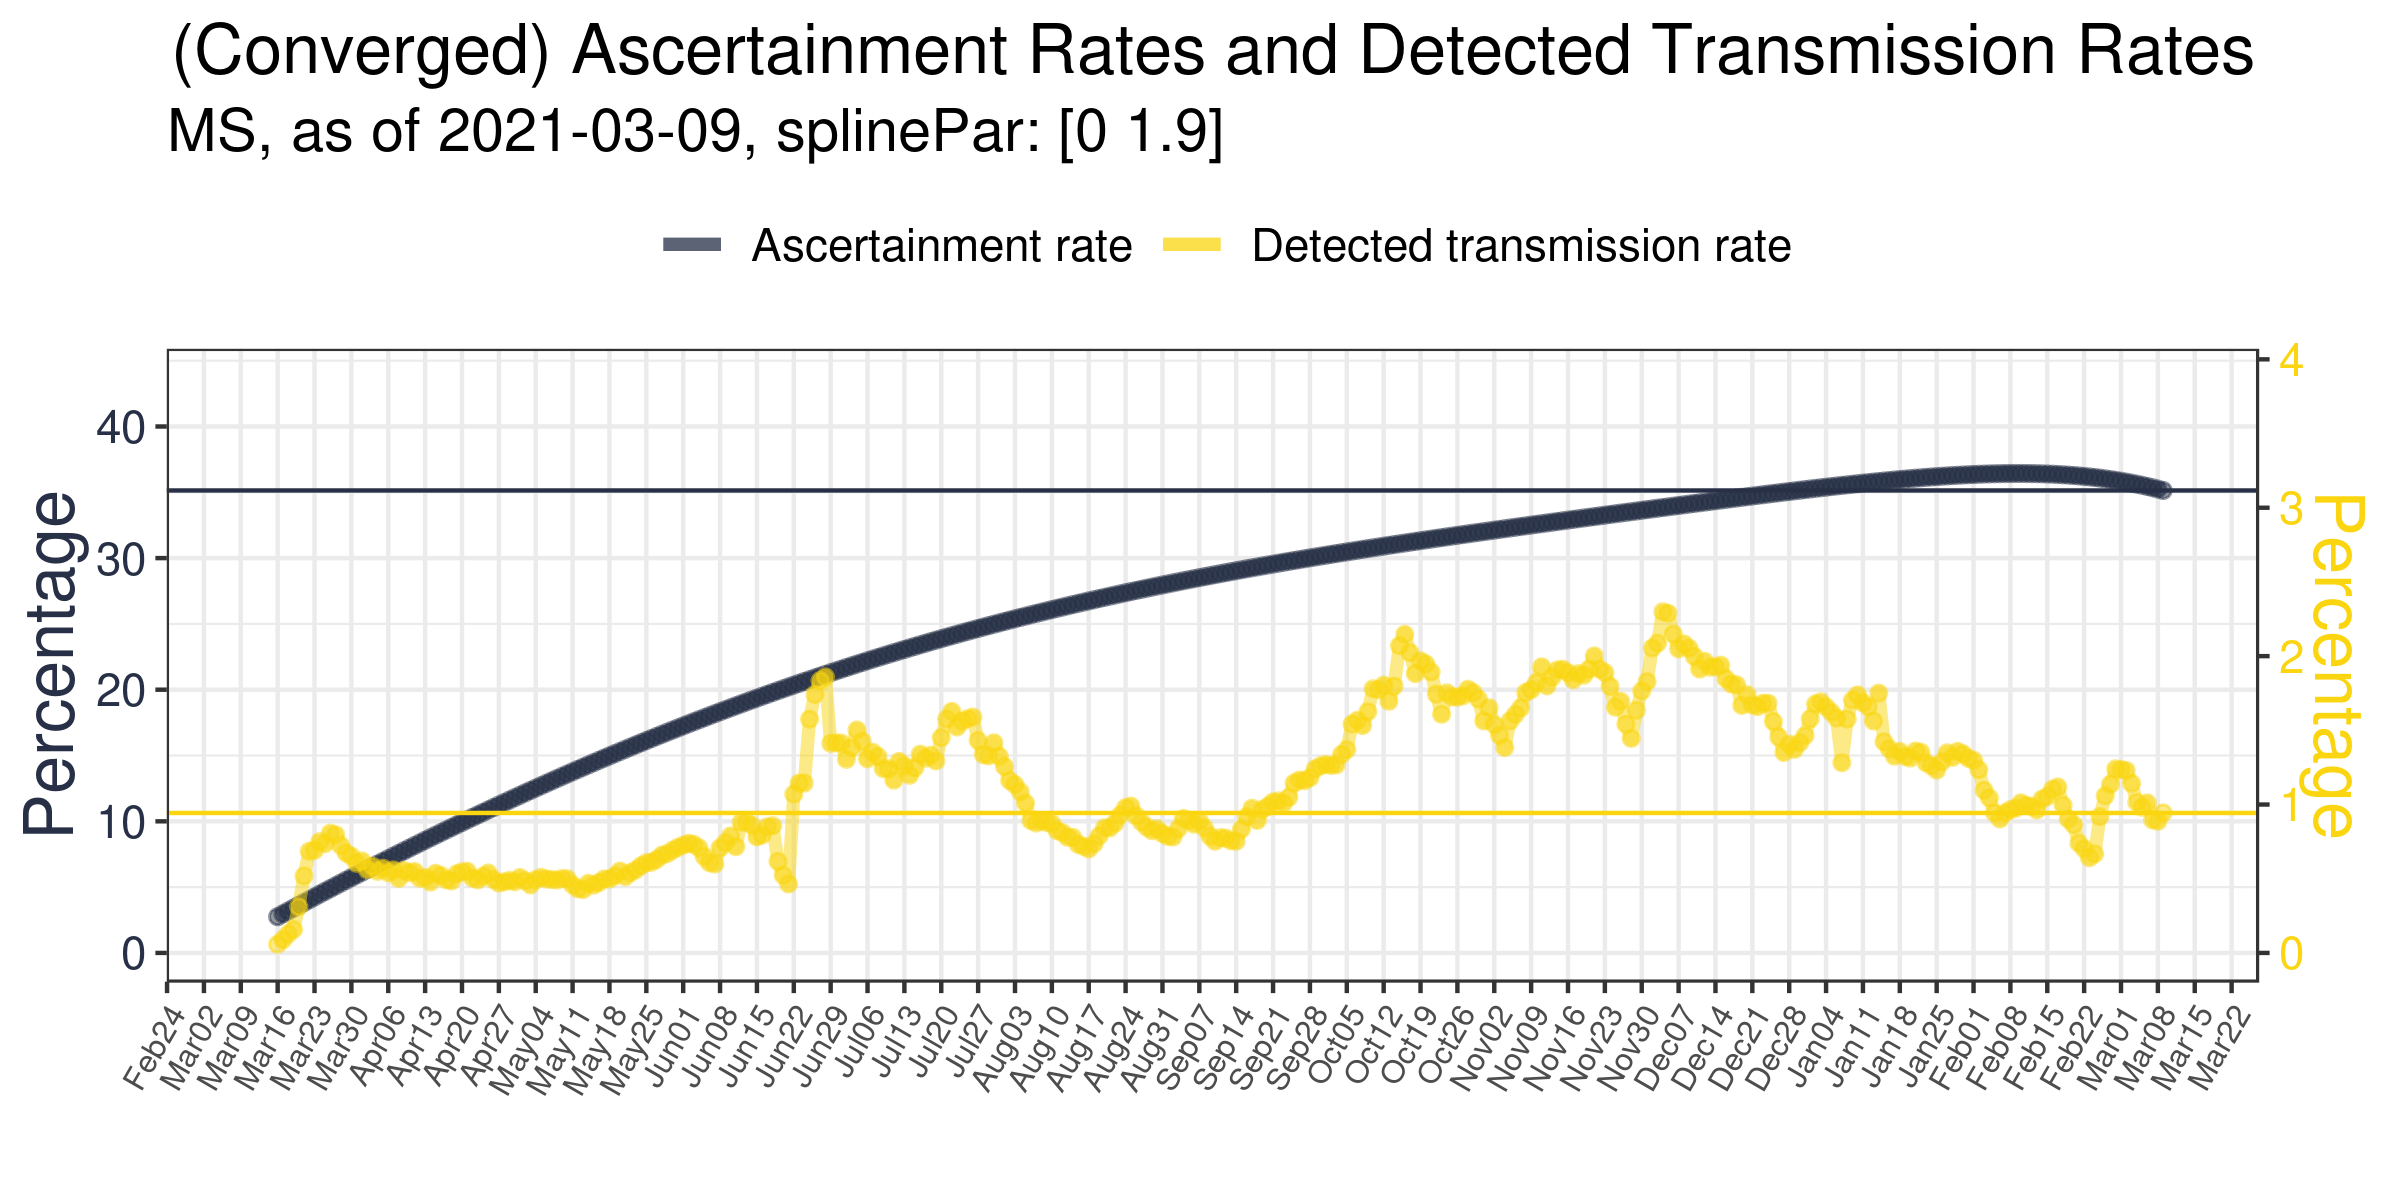 (Converged) Ascertainment Rates and Detected Transmission Rates
MS, as of 2021-03-09, splinePar: [0 1.9]
Ascertainment rate Detected transmission rate
Percentage
40
30
20
10
0
4
3
2
1
0
Percentage
Feb24 Mar02 Mar09 Mar16 Mar23 Mar30 Apr06 Apr13 Apr20 Apr27 May04 May11 May18 May25 Jun01 Jun08 Jun15 Jun22 Jun29 Jul06 Jul13 Jul20 Jul27 Aug03 Aug10 Aug17 Aug24 Aug31 Sep07 Sep14 Sep21 Sep28 Oct05 Oct12 Oct19 Oct26 Nov02 Nov09 Nov16 Nov23 Nov30 Dec07 Dec14 Dec21 Dec28 Jan04 Jan11 Jan18 Jan25 Feb01 Feb08 Feb15 Feb22 Mar01 Mar08 Mar15 Mar22